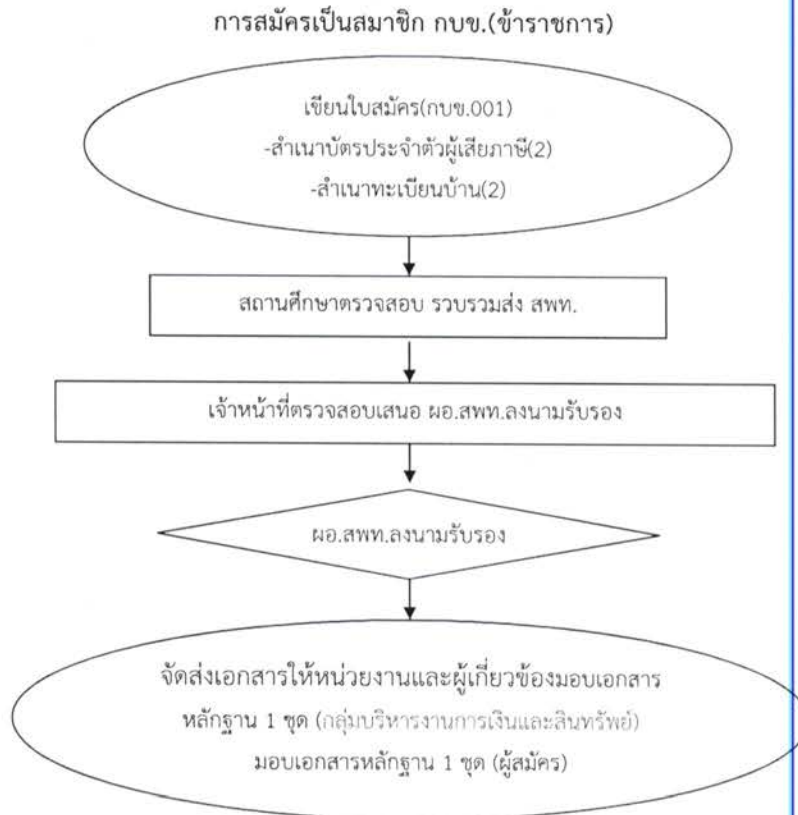 การสมัครเป็นสมาชิก กบข.(ข้าราชการ)
เขียนใบสมัคร(กบข.001)
-สำเนาบัตรประจำตัวผู้เสียภาษี(2)
-สำเนาทะเบียนบ้าน(2)
สถานศึกษาตรวจสอบ รวบรวมส่ง สพท.
เจ้าหน้าที่ตรวจสอบเสนอ ผอ.สพท.ลงนามรับรอง
ผอ.สพท.ลงนามรับรอง
จัดส่งเอกสารให้หน่วยงานและผู้เกี่ยวข้องมอบเอกสาร
หลักฐาน 1 ชุด (กลุ่มบริหารงานการเงินและสินทรัพย์)
มอบเอกสารหลักฐาน 1 ชุด (ผู้สมัคร)